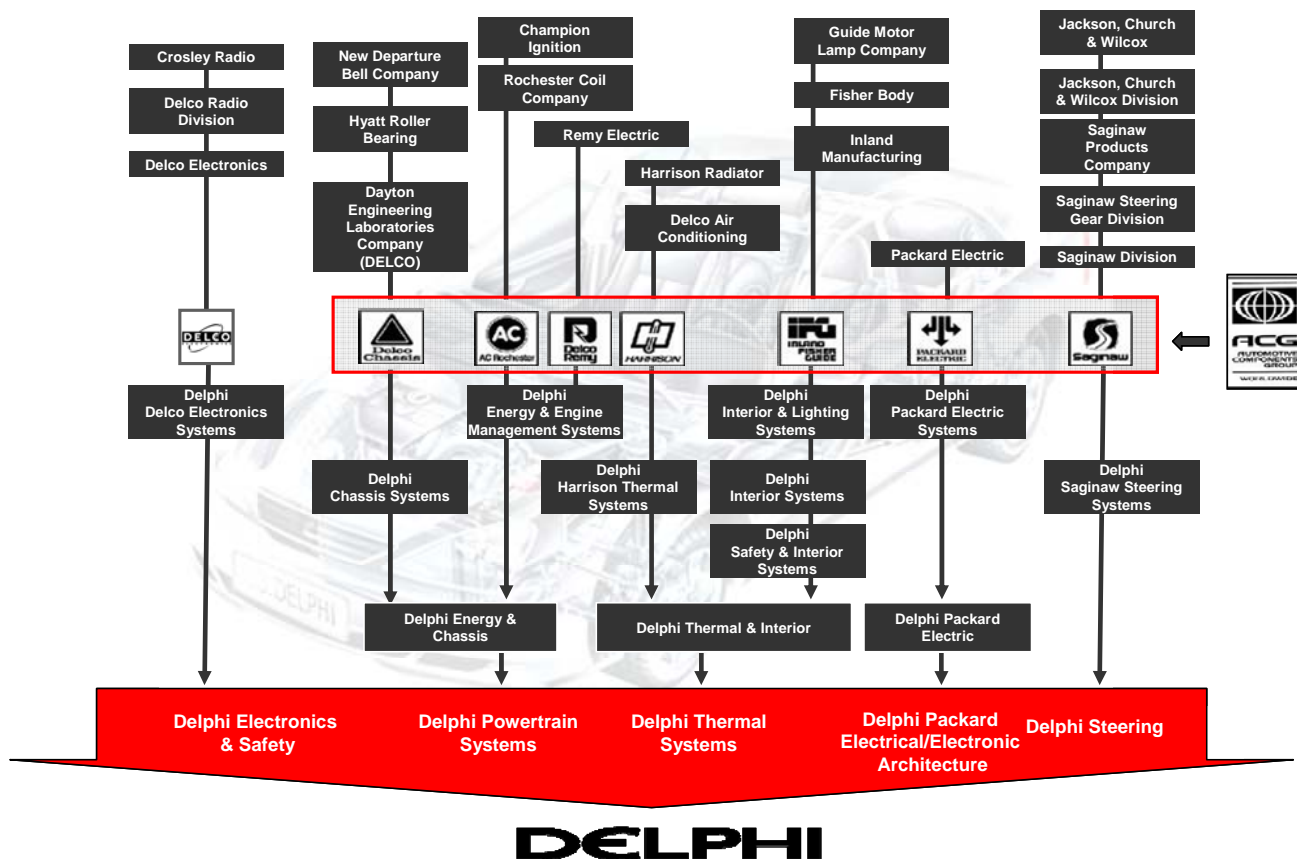 Crosley Radio
Delco Radio
Division
Delco Electronics
New Departure
Bell Company
Hyatt Roller
Bearing
Dayton
Engineering
Laboratories
Company
(DELCO)
Champion
Ignition
Rochester Coil
Company
Remy Electric
Harrison Radiator
Delco Air
Conditioning
Guide Motor
Lamp Company
Fisher Body
Inland
Manufacturing
Packard Electric
Jackson, Church
& Wilcox
Jackson, Church
& Wilcox Division
Saginaw
Products
Company
Saginaw Steering
Gear Division
Saginaw Division
DELCO
Delco
Chassis
AC
AC Rochester
Delco
Remy
HARRISON
IFG
INLAND
FISHER
GUIDE
PACKARD
ELECTRIC
Saginaw
ACG
AUTOMOTIVE
COMPONENTS
GROUP
WORLDWIDE
Delphi
Delco Electronics
Systems
Delphi
Chassis Systems
Delphi
Energy & Engine
Management Systems
Delphi
Harrison Thermal
Systems
Delphi
Interior & Lighting
Systems
Delphi
Interior Systems
Delphi
Safety & Interior
Systems
Delphi
Packard Electric
Systems
Delphi
Saginaw Steering
Systems
Delphi Energy &
Chassis
Delphi Thermal & Interior
Delphi Packard
Electric
Delphi Electronics
& Safety
Delphi Powertrain
Systems
Delphi Thermal
Systems
Delphi Packard
Electrical/Electronic
Architecture
Delphi Steering
DELPHI